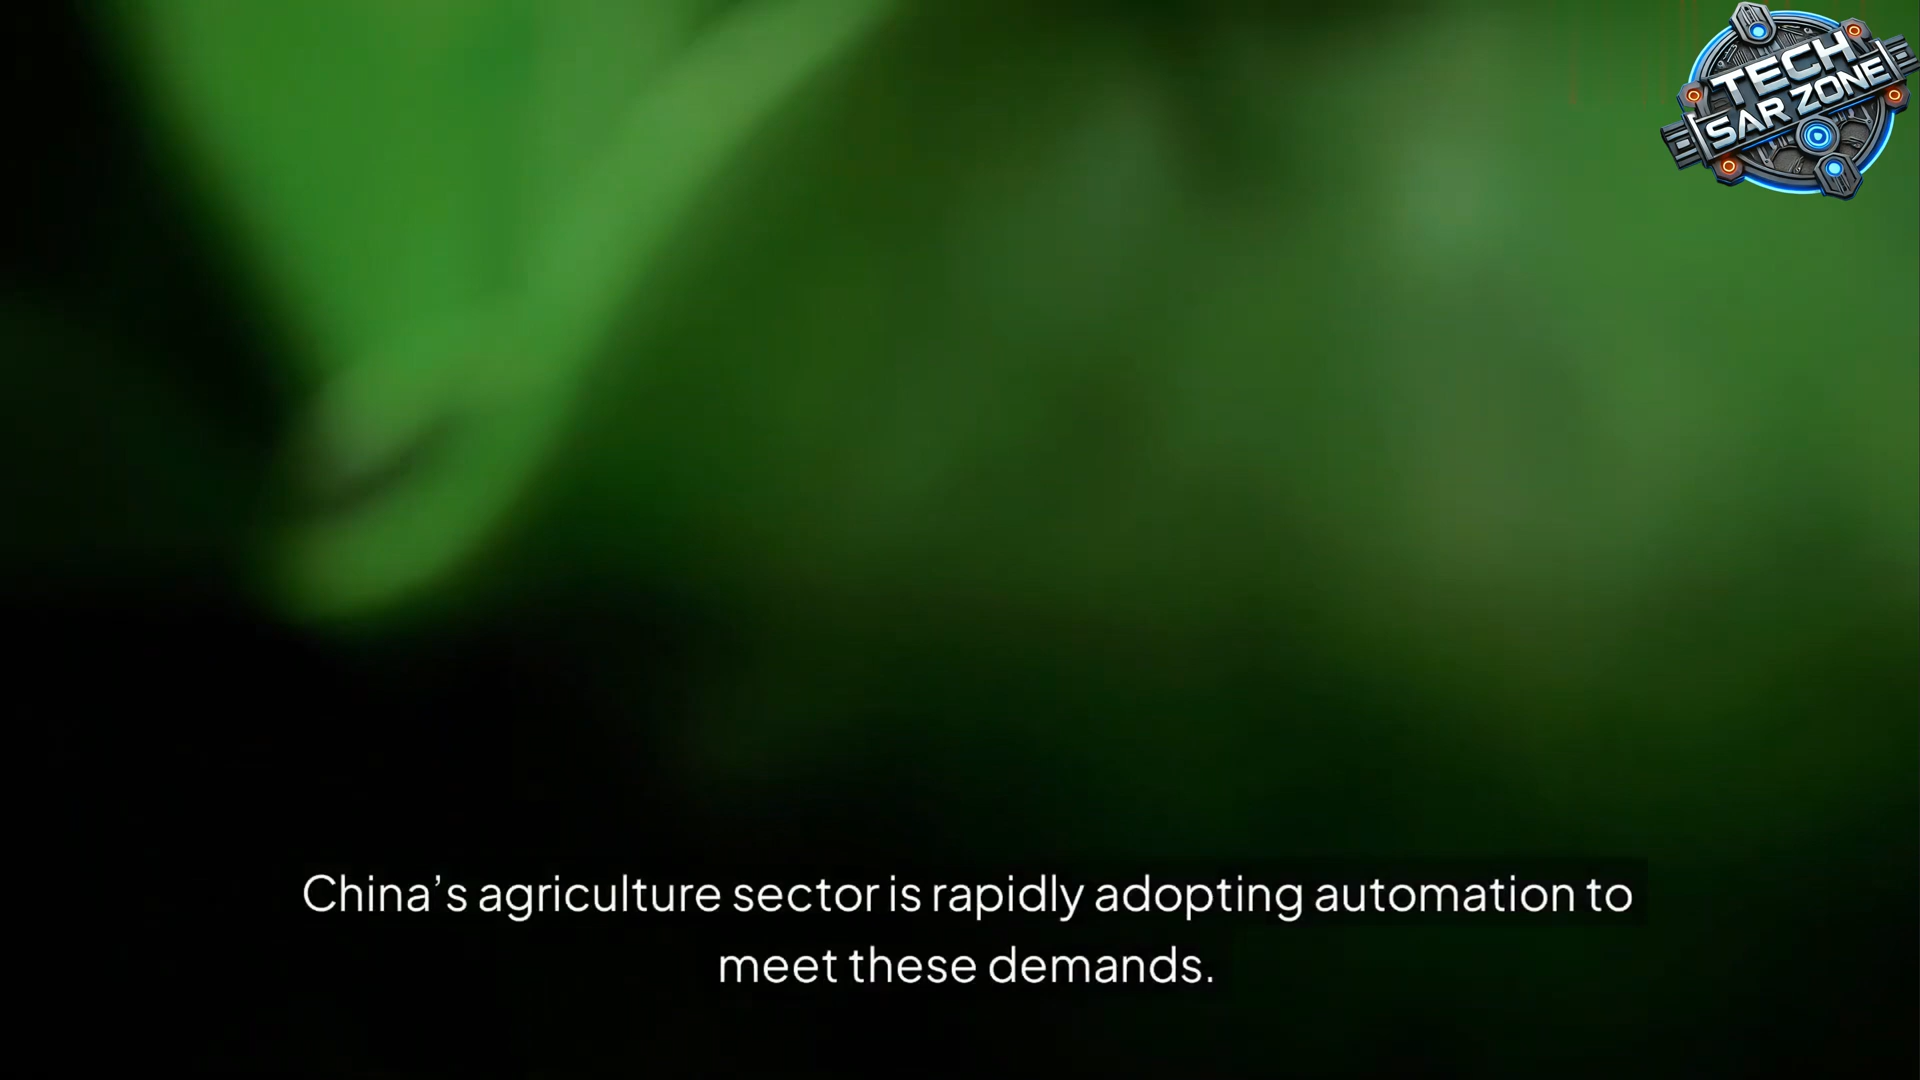 TECH
SAR ZONE
China’s agriculture sector is rapidly adopting automation to
meet these demands.